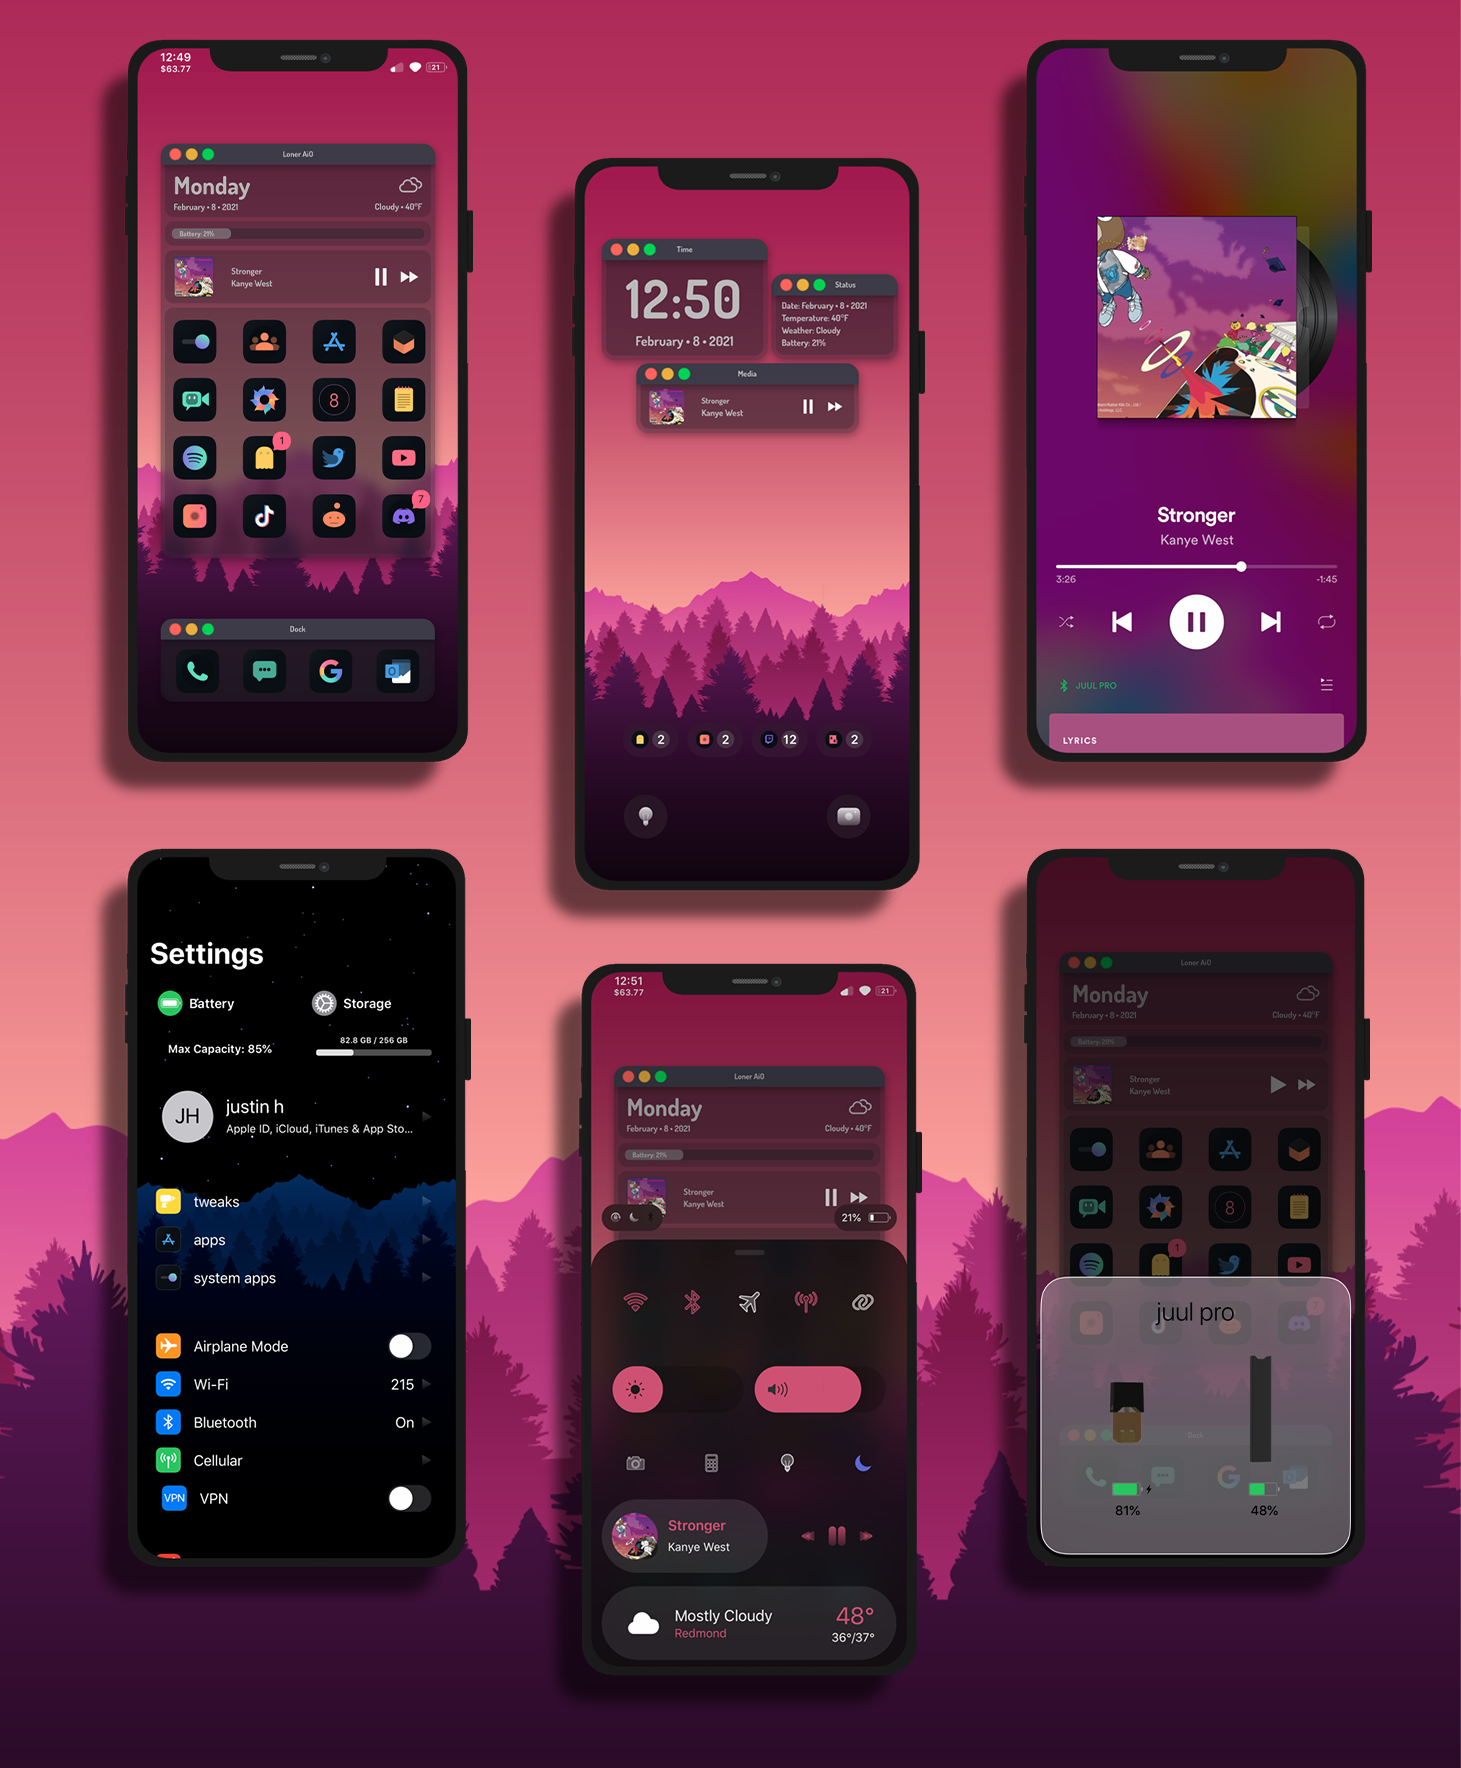 12:49
$63.77
21
Loner AiO
Monday
February • 8 • 2021
Cloudy • 40°F
Battery: 21%
Stronger
Kanye West
8
1
7
Dock
Time
12:50
February • 8 • 2021
Status
Date: February • 8 • 2021
Temperature: 40°F
Weather: Cloudy
Battery: 21%
Media
Stronger
Kanye West
2
2
12
2
Stronger
Kanye West
3:26
-1:45
JUUL PRO
LYRICS
Settings
Battery
Storage
Max Capacity: 85%
82.8 GB / 256 GB
JH
justin h
Apple ID, iCloud, iTunes & App Sto...
tweaks
apps
system apps
Airplane Mode
Wi-Fi
215
Bluetooth
On
Cellular
VPN
VPN
12:51
$63.77
21
Loner AiO
Monday
February • 8 • 2021
Cloudy • 40°F
Battery: 21%
Stronger
Kanye West
21%
Stronger
Kanye West
Mostly Cloudy
Redmond
48°
36°/37°
Loner AiO
Monday
February • 8 • 2021
Cloudy • 40°F
Battery: 20%
Stronger
Kanye West
8
1
7
juul pro
Dock
81%
48%